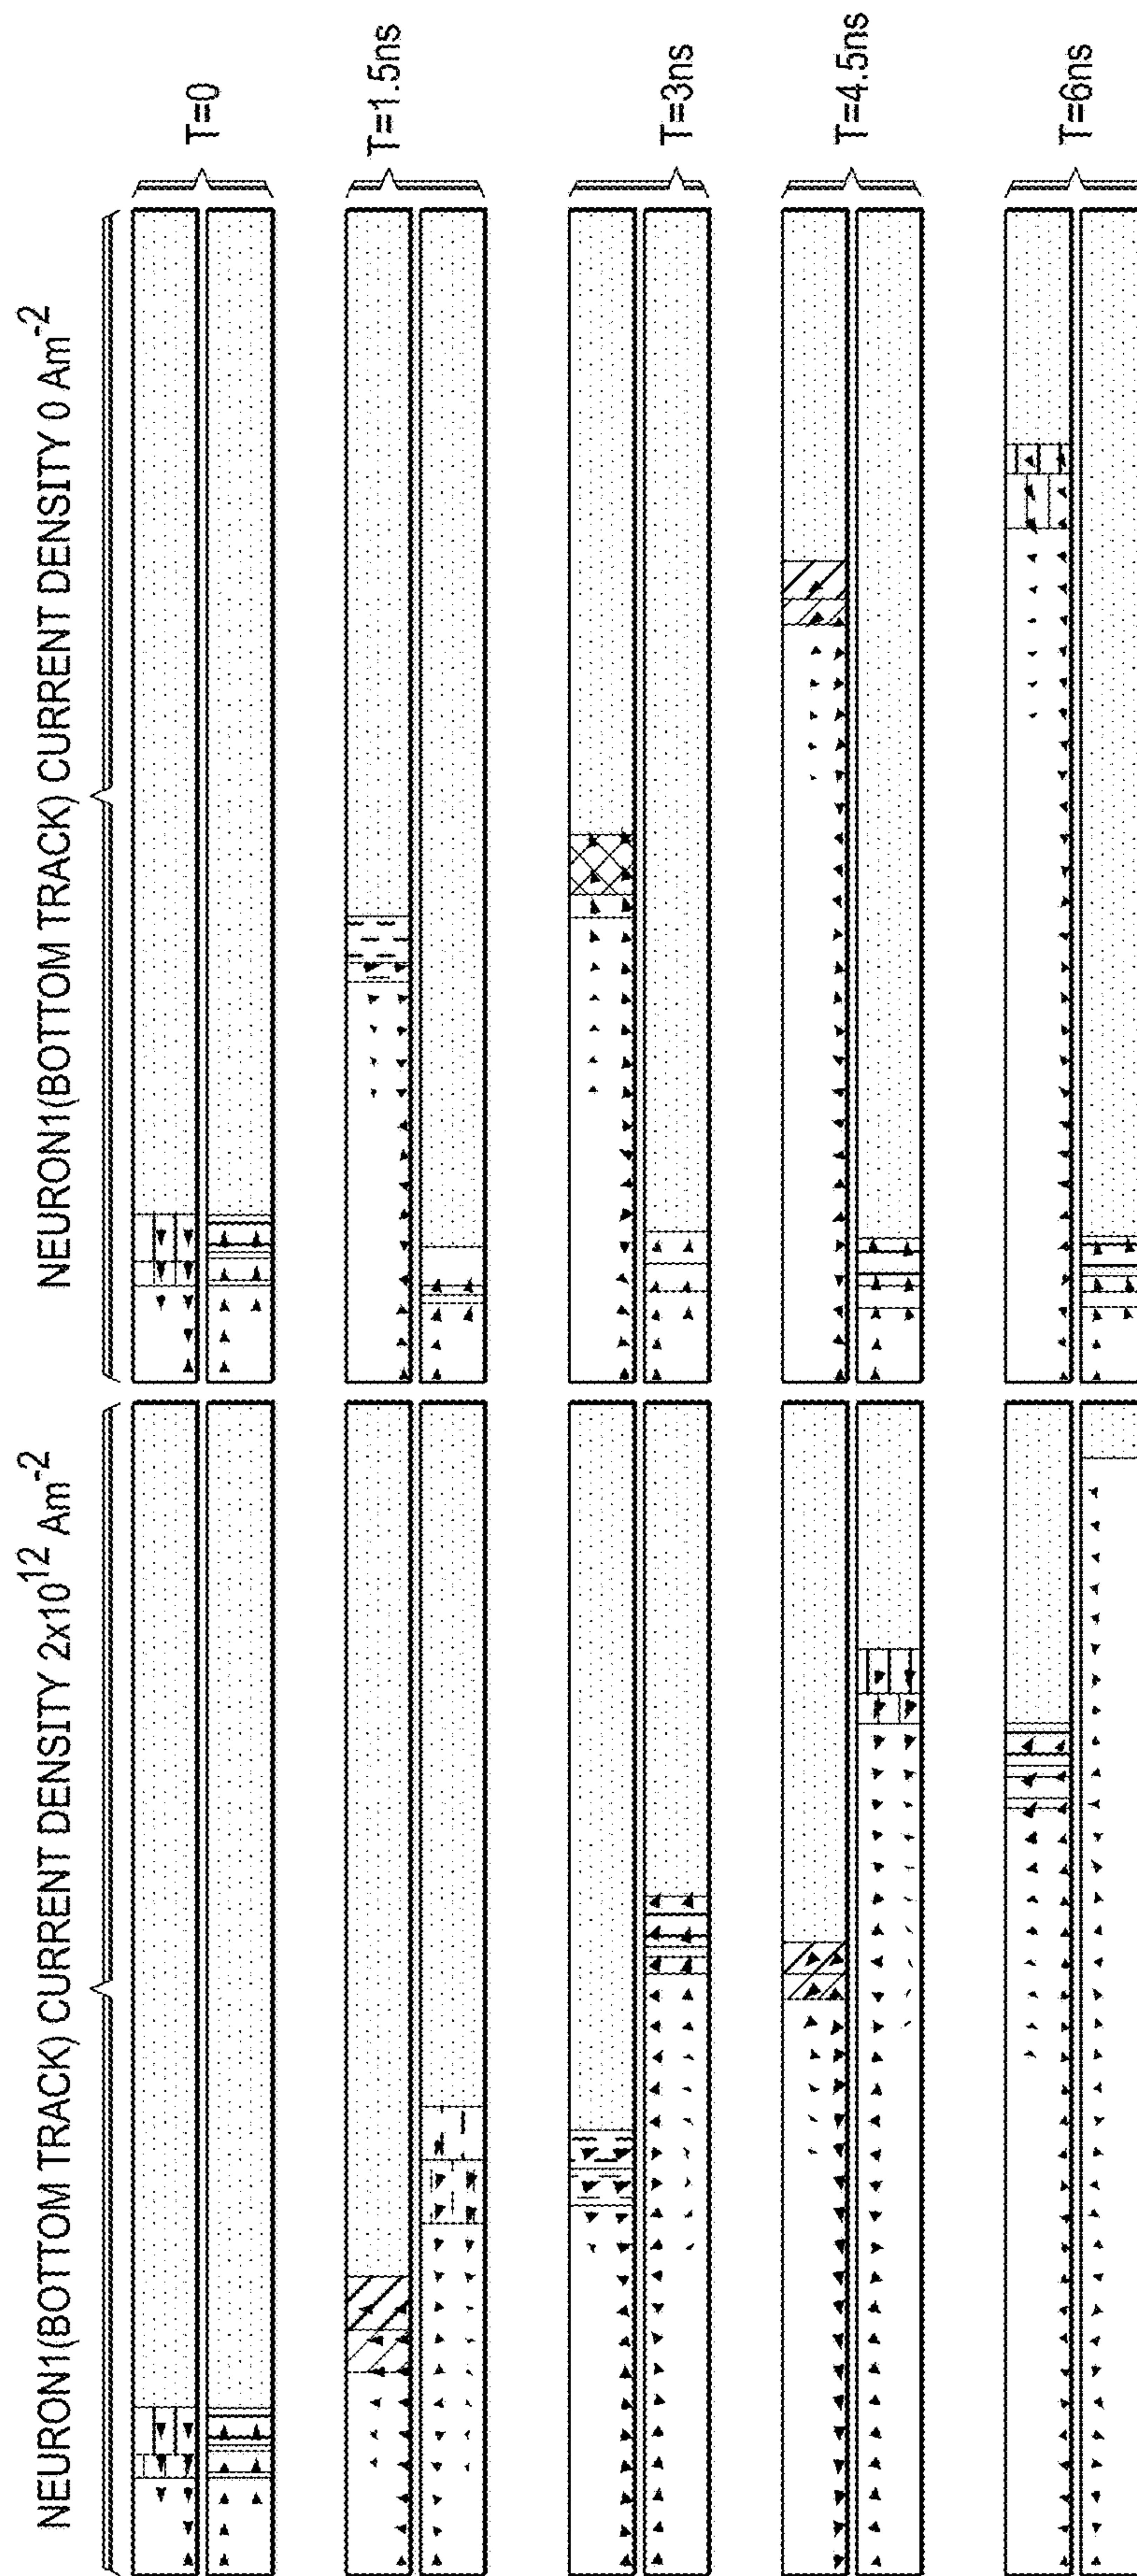 NEURON1(BOTTOM TRACK) CURRENT DENSITY 2x10¹² Am⁻²
NEURON1(BOTTOM TRACK) CURRENT DENSITY 0 Am⁻²
T=0
T=1.5ns
T=3ns
T=4.5ns
T=6ns